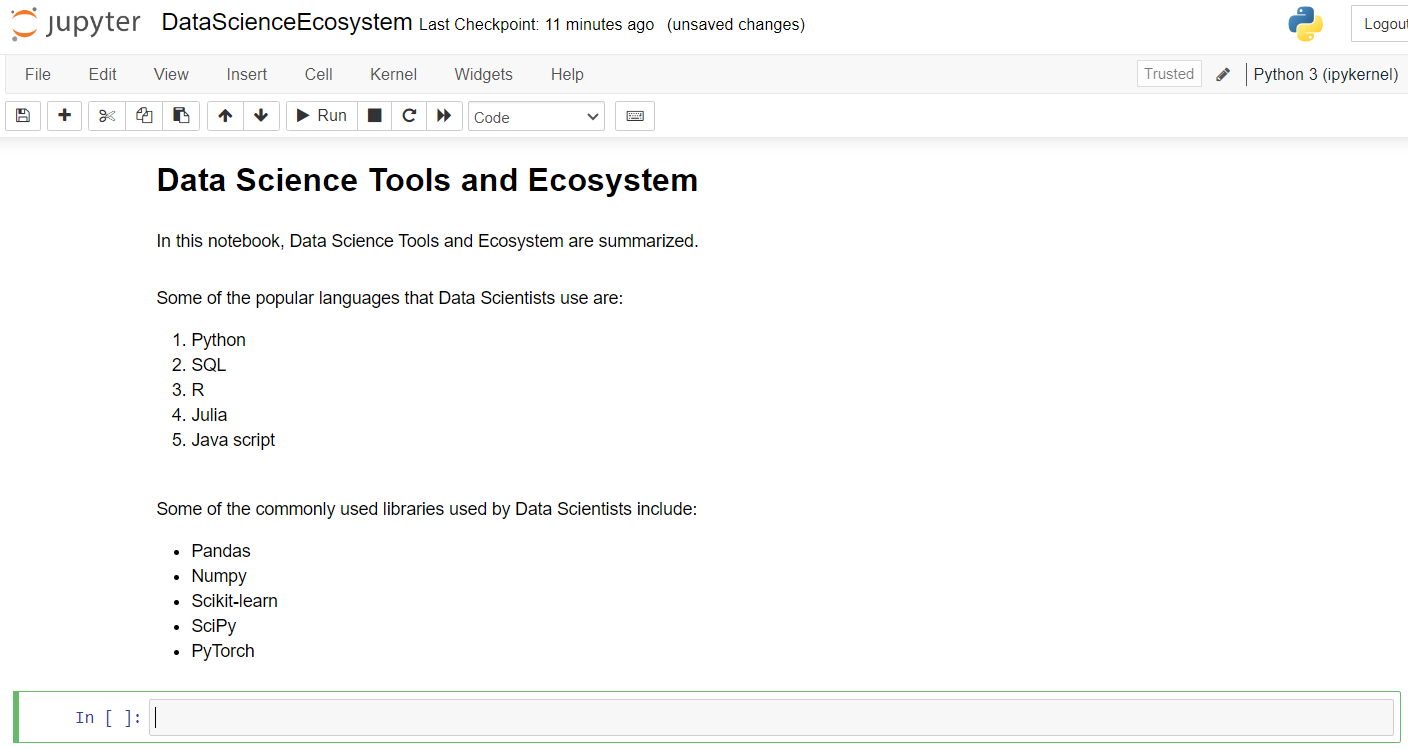 jupyter DataScienceEcosystem Last Checkpoint: 11 minutes ago (unsaved changes) Logout
File Edit View Insert Cell Kernel Widgets Help Trusted Python 3 (ipykernel)
Run Code
Data Science Tools and Ecosystem
In this notebook, Data Science Tools and Ecosystem are summarized.
Some of the popular languages that Data Scientists use are:
1. Python
2. SQL
3. R
4. Julia
5. Java script
Some of the commonly used libraries used by Data Scientists include:
• Pandas
• Numpy
• Scikit-learn
• SciPy
• PyTorch
In [ ]: